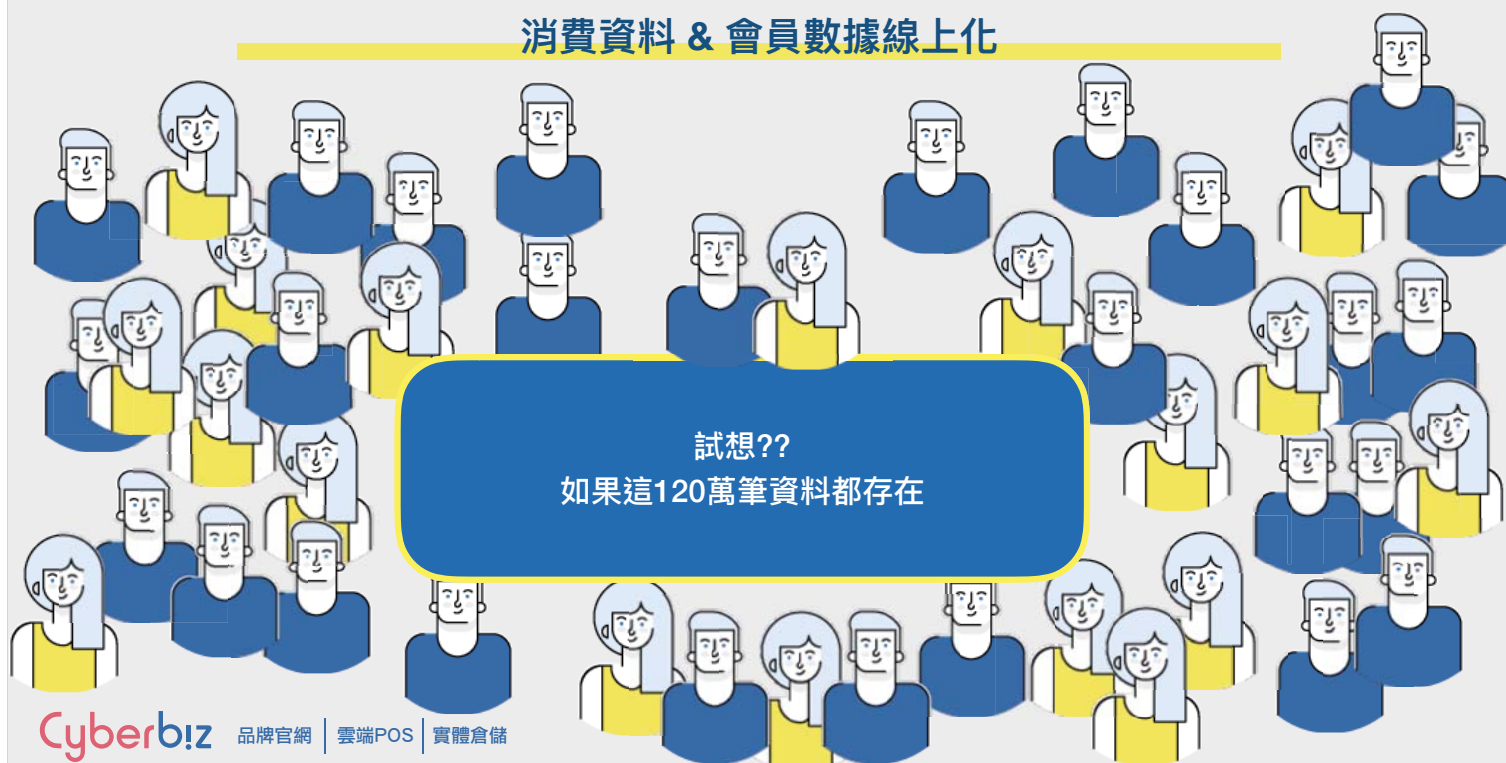 消費資料 & 會員數據線上化
試想??
如果這120萬筆資料都存在
Cyberbiz 品牌官網 | 雲端POS | 實體倉儲